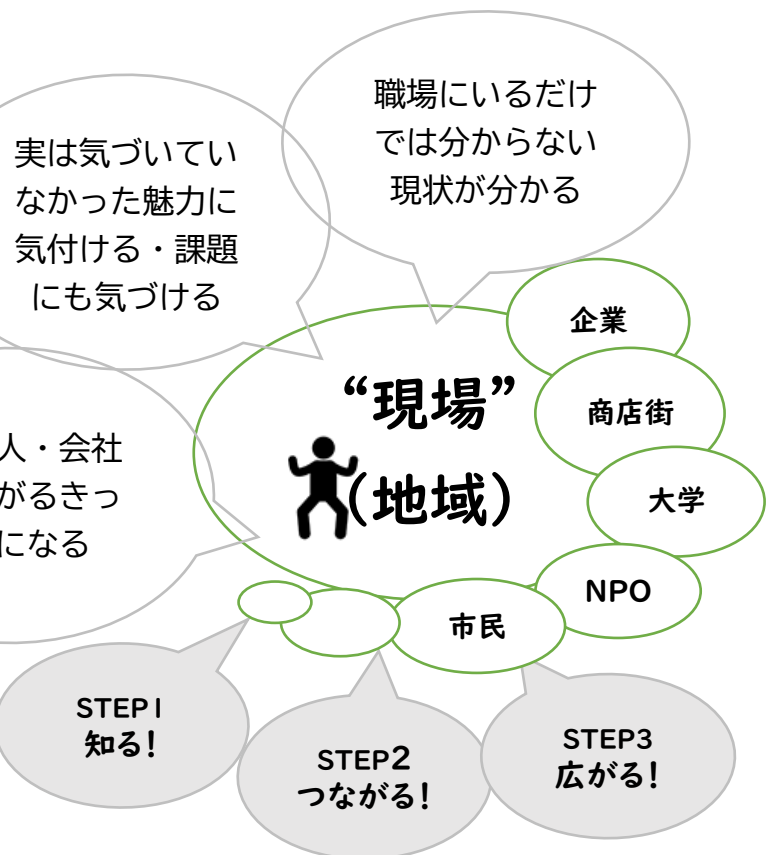 職場にいるだけ
では分からない
現状が分かる
実は気づいてい
なかった魅力に
気付ける・課題
にも気づける
人・会社
がるきっ
になる
“現場”
(地域)
企業
商店街
大学
NPO
市民
STEP1
知る!
STEP2
つながる!
STEP3
広がる!